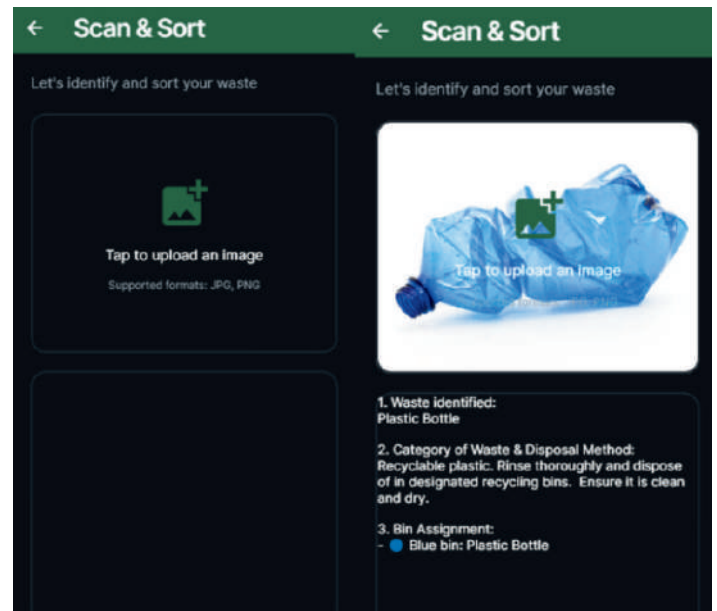 Scan & Sort
Let's identify and sort your waste
Tap to upload an image
Supported formats: JPG, PNG
Scan & Sort
Let's identify and sort your waste
Tap to upload an image
1. Waste identified:
Plastic Bottle
2. Category of Waste & Disposal Method:
Recyclable plastic. Rinse thoroughly and dispose
of in designated recycling bins. Ensure it is clean
and dry.
3. Bin Assignment:
- 🔵 Blue bin: Plastic Bottle